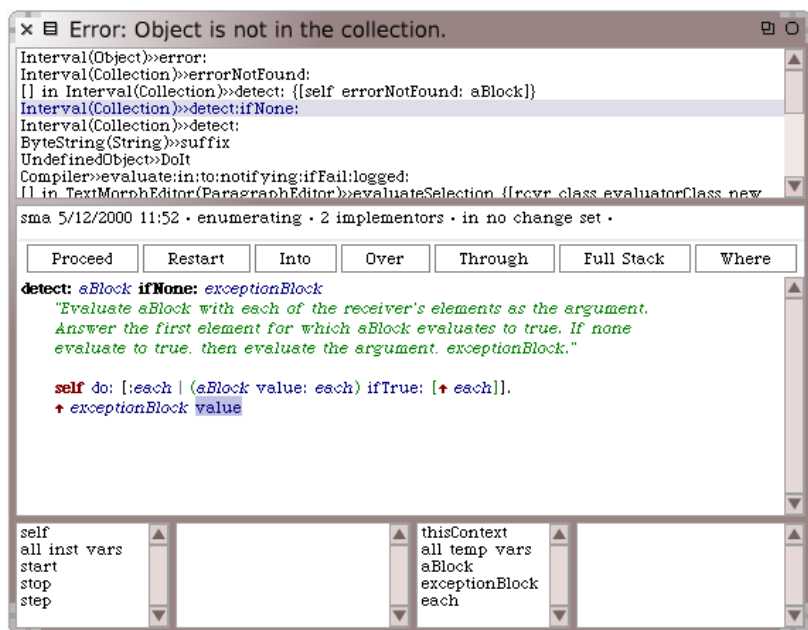 Error: Object is not in the collection.
Interval(Object)»error:
Interval(Collection)»errorNotFound:
[] in Interval(Collection)»detect: {[self errorNotFound: aBlock]}
Interval(Collection)»detect:ifNone:
Interval(Collection)»detect:
ByteString(String)»suffix
UndefinedObject»DoIt
Compiler»evaluate:in:to:notifying:ifFail:logged:
[] in TextMorphEditor(ParagraphEditor)»evaluateSelection {[rcvr class evaluatorClass new
sma 5/12/2000 11:52 · enumerating · 2 implementors · in no change set ·
Proceed Restart Into Over Through Full Stack Where
detect: aBlock ifNone: exceptionBlock
"Evaluate aBlock with each of the receiver's elements as the argument.
Answer the first element for which aBlock evaluates to true. If none
evaluate to true, then evaluate the argument, exceptionBlock."
self do: [:each | (aBlock value: each) ifTrue: [↑ each]].
↑ exceptionBlock value
self
all inst vars
start
stop
step
thisContext
all temp vars
aBlock
exceptionBlock
each